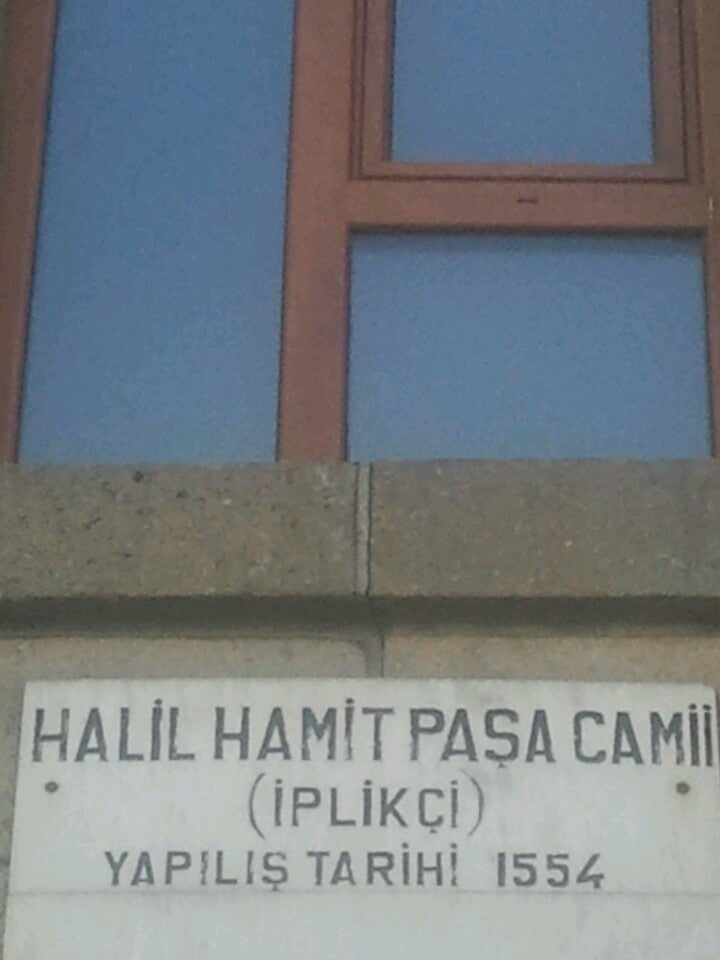 HALİL HAMİT PAŞA CAMİİ
(İPLİKÇİ)
YAPILIŞ TARİHİ 1554